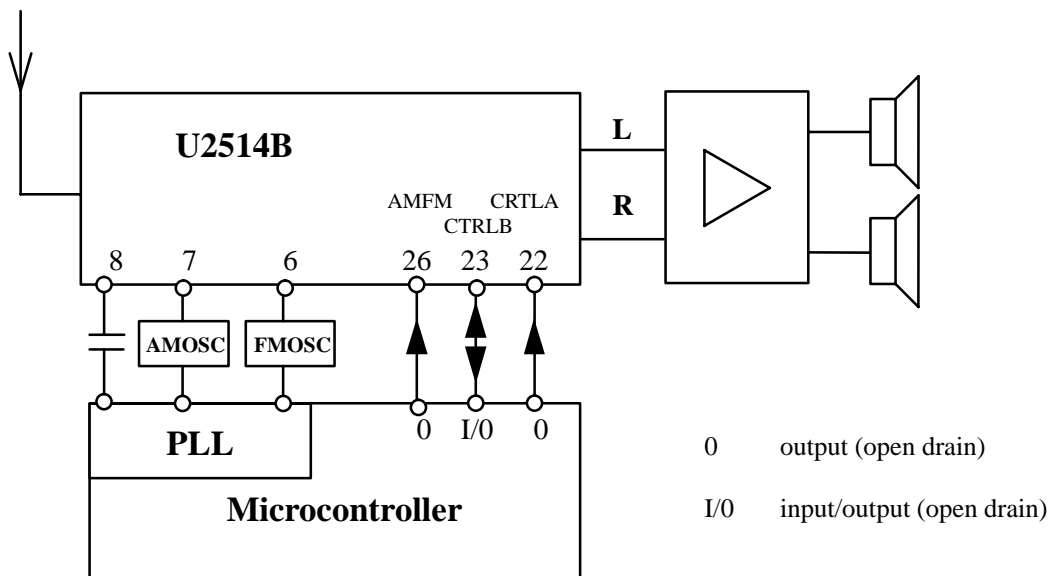 L
U2514B
AMFM CRTLA
R
CTRLB
8 7 6 26 23 22
AMOSC FMOSC
0 I/0 0
PLL
0 output (open drain)
Microcontroller
I/0 input/output (open drain)